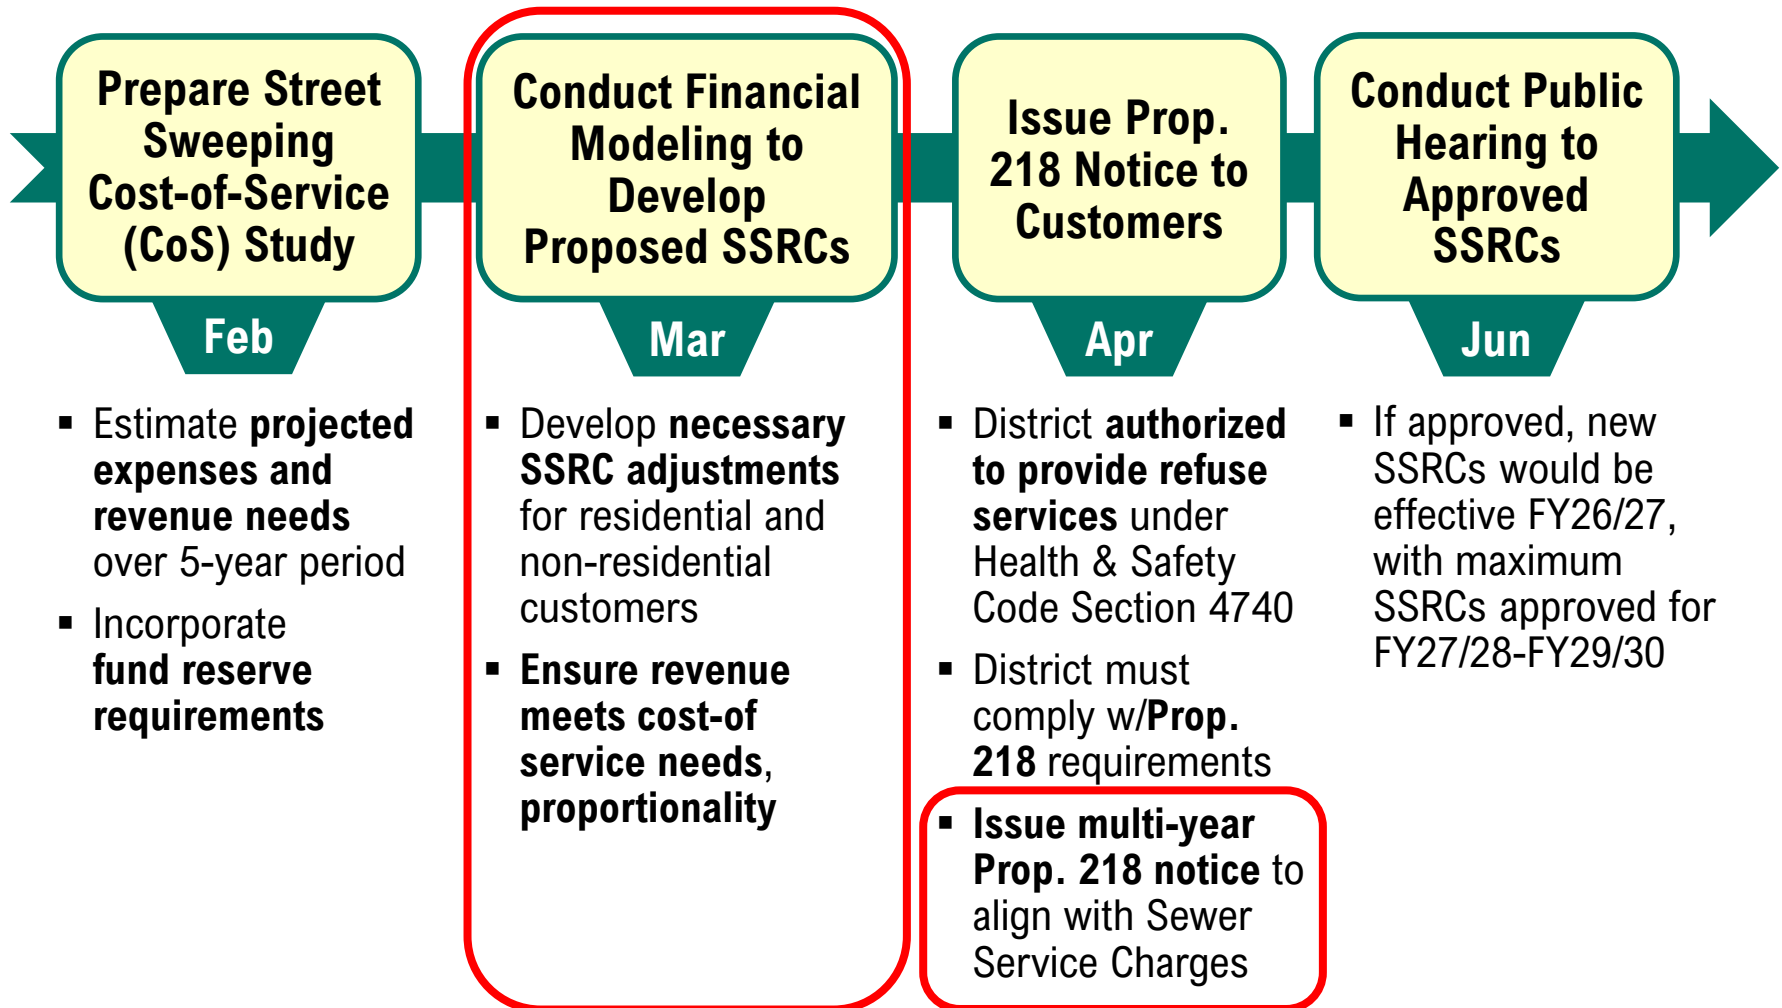 Prepare Street
Sweeping
Cost-of-Service
(CoS) Study
Feb
▪ Estimate projected
expenses and
revenue needs
over 5-year period
▪ Incorporate
fund reserve
requirements
Conduct Financial
Modeling to
Develop
Proposed SSRCs
Mar
▪ Develop necessary
SSRC adjustments
for residential and
non-residential
customers
▪ Ensure revenue
meets cost-of
service needs,
proportionality
Issue Prop.
218 Notice to
Customers
Apr
▪ District authorized
to provide refuse
services under
Health & Safety
Code Section 4740
▪ District must
comply w/Prop.
218 requirements
▪ Issue multi-year
Prop. 218 notice to
align with Sewer
Service Charges
Conduct Public
Hearing to
Approved
SSRCs
Jun
▪ If approved, new
SSRCs would be
effective FY26/27,
with maximum
SSRCs approved for
FY27/28-FY29/30